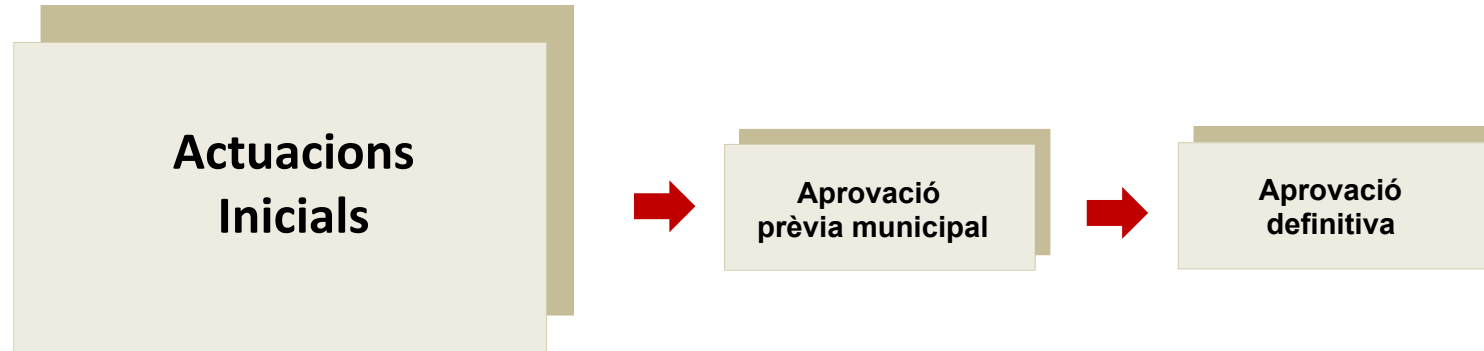 Actuacions
Inicials
Aprovació
prèvia municipal
Aprovació
definitiva